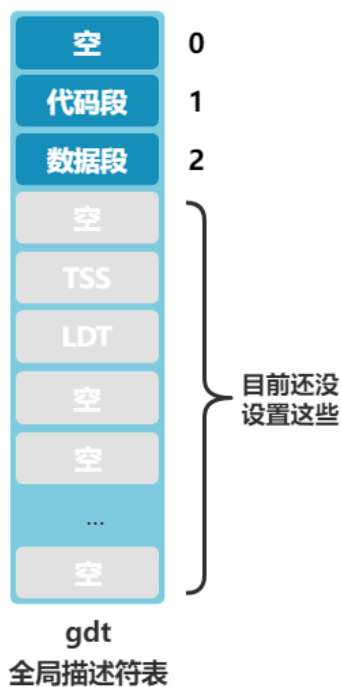 空 0
代码段 1
数据段 2
空
TSS
LDT
空
空
...
空
目前还没
设置这些
gdt
全局描述符表